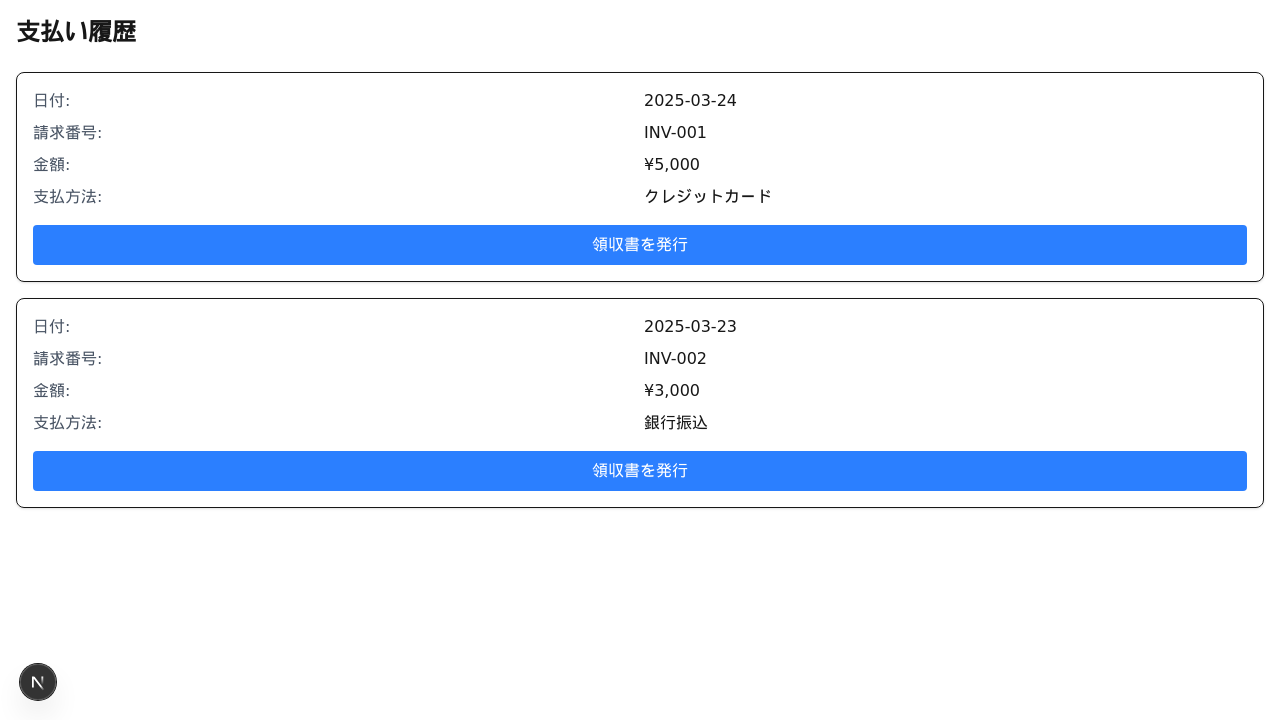 支払い履歴
日付: 2025-03-24
請求番号: INV-001
金額: ¥5,000
支払方法: クレジットカード
領収書を発行
日付: 2025-03-23
請求番号: INV-002
金額: ¥3,000
支払方法: 銀行振込
領収書を発行
N